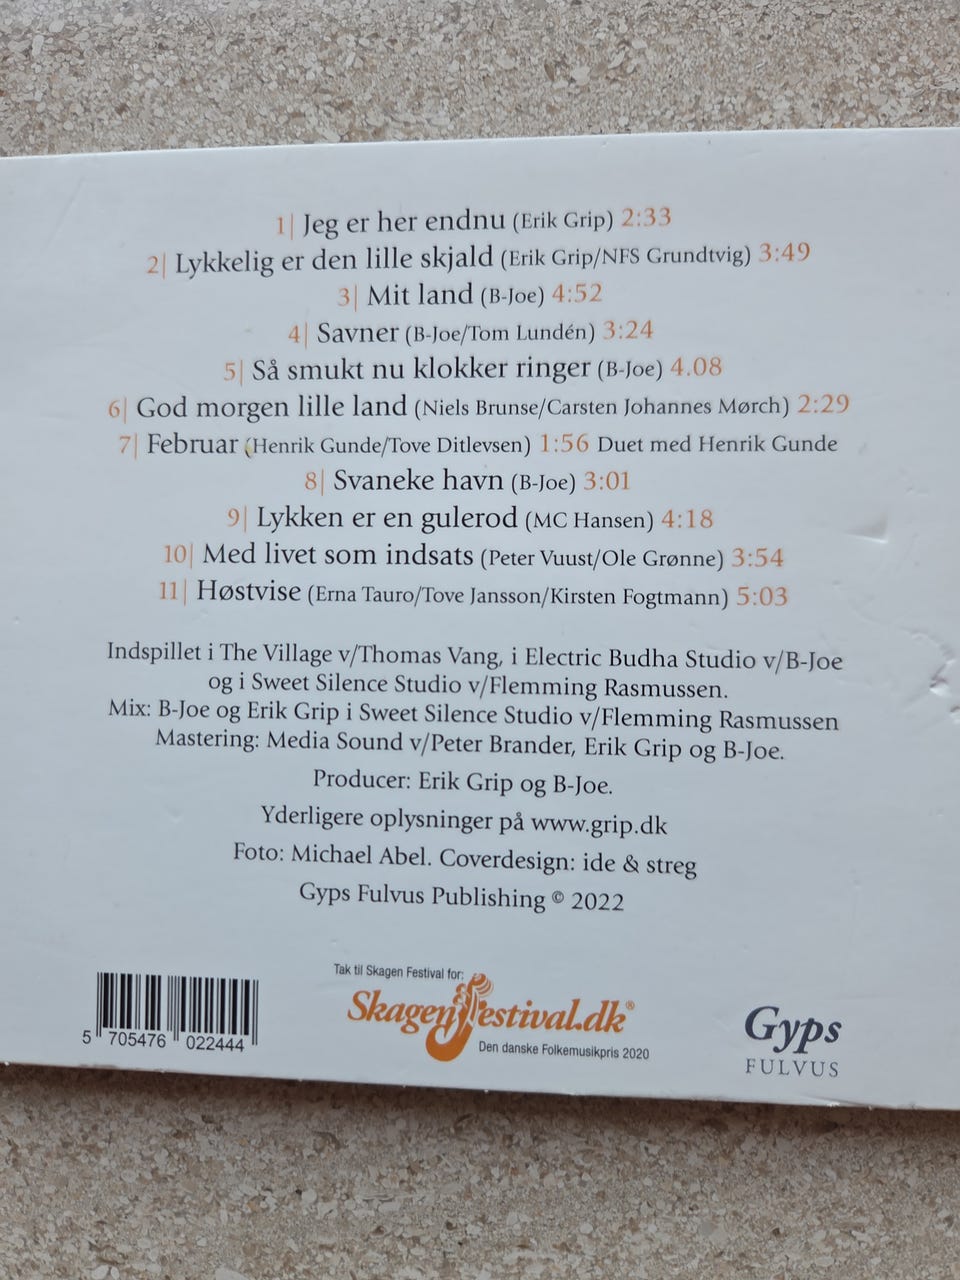 1| Jeg er her endnu (Erik Grip) 2:33
2| Lykkelig er den lille skjald (Erik Grip/NFS Grundtvig) 3:49
3| Mit land (B-Joe) 4:52
4| Savner (B-Joe/Tom Lundén) 3:24
5| Så smukt nu klokker ringer (B-Joe) 4.08
6| God morgen lille land (Niels Brunse/Carsten Johannes Mørch) 2:29
7| Februar (Henrik Gunde/Tove Ditlevsen) 1:56 Duet med Henrik Gunde
8| Svaneke havn (B-Joe) 3:01
9| Lykken er en gulerod (MC Hansen) 4:18
10| Med livet som indsats (Peter Vuust/Ole Grønne) 3:54
11| Høstvise (Erna Tauro/Tove Jansson/Kirsten Fogtmann) 5:03
Indspillet i The Village v/Thomas Vang, i Electric Budha Studio v/B-Joe
og i Sweet Silence Studio v/Flemming Rasmussen.
Mix: B-Joe og Erik Grip i Sweet Silence Studio v/Flemming Rasmussen
Mastering: Media Sound v/Peter Brander, Erik Grip og B-Joe.
Producer: Erik Grip og B-Joe.
Yderligere oplysninger på www.grip.dk
Foto: Michael Abel. Coverdesign: ide & streg
Gyps Fulvus Publishing © 2022
5 705476 022444
Tak til Skagen Festival for:
SkagenFestival.dk®
Den danske Folkemusikpris 2020
Gyps
FULVUS